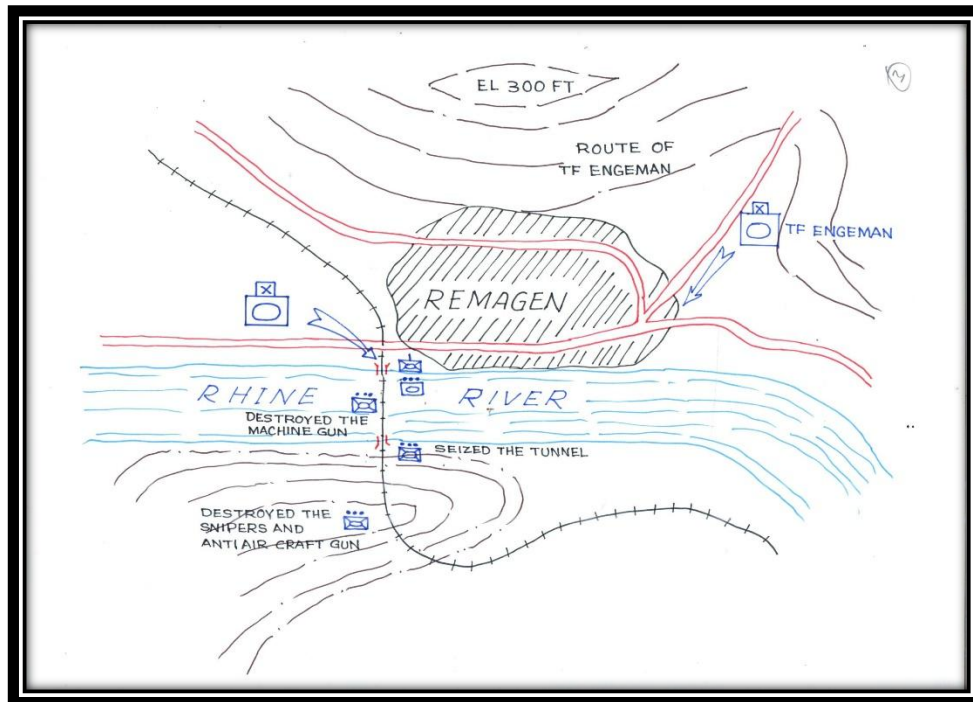 EL 300 FT
ROUTE OF
TF ENGEMAN
TF ENGEMAN
REMAGEN
RHINE RIVER
DESTROYED THE
MACHINE GUN
SEIZED THE TUNNEL
DESTROYED THE
SNIPERS AND
ANTI AIR CRAFT GUN